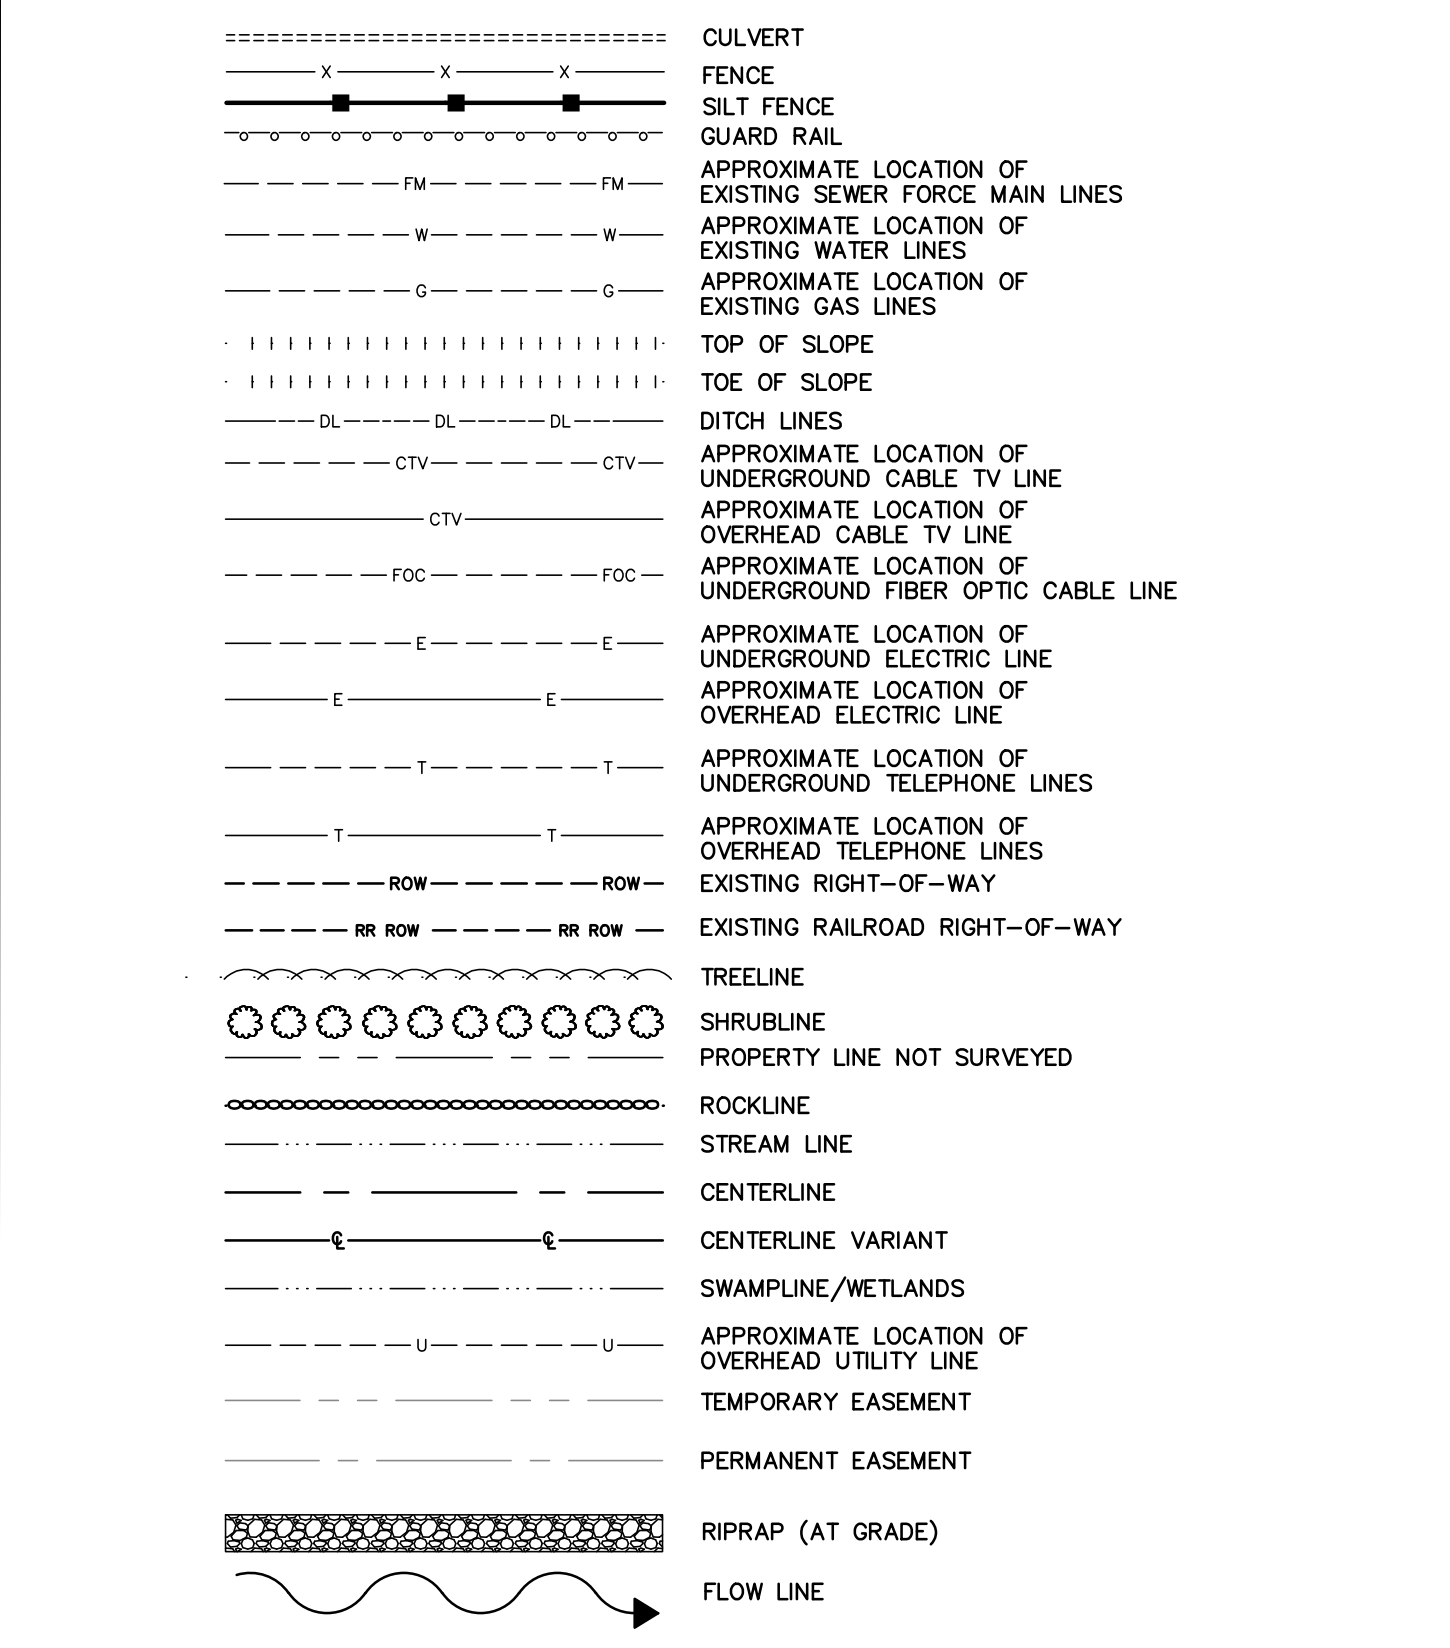 CULVERT
X X X
FENCE
SILT FENCE
GUARD RAIL
FM FM
APPROXIMATE LOCATION OF
EXISTING SEWER FORCE MAIN LINES
W W
APPROXIMATE LOCATION OF
EXISTING WATER LINES
G G
APPROXIMATE LOCATION OF
EXISTING GAS LINES
TOP OF SLOPE
TOE OF SLOPE
DL DL DL
DITCH LINES
CTV CTV
APPROXIMATE LOCATION OF
UNDERGROUND CABLE TV LINE
CTV
APPROXIMATE LOCATION OF
OVERHEAD CABLE TV LINE
FOC FOC
APPROXIMATE LOCATION OF
UNDERGROUND FIBER OPTIC CABLE LINE
E E
APPROXIMATE LOCATION OF
UNDERGROUND ELECTRIC LINE
E E
APPROXIMATE LOCATION OF
OVERHEAD ELECTRIC LINE
T T
APPROXIMATE LOCATION OF
UNDERGROUND TELEPHONE LINES
T T
APPROXIMATE LOCATION OF
OVERHEAD TELEPHONE LINES
ROW ROW
EXISTING RIGHT-OF-WAY
RR ROW RR ROW
EXISTING RAILROAD RIGHT-OF-WAY
TREELINE
SHRUBLINE
PROPERTY LINE NOT SURVEYED
ROCKLINE
STREAM LINE
CENTERLINE
℄ ℄
CENTERLINE VARIANT
SWAMPLINE/WETLANDS
U U
APPROXIMATE LOCATION OF
OVERHEAD UTILITY LINE
TEMPORARY EASEMENT
PERMANENT EASEMENT
RIPRAP (AT GRADE)
FLOW LINE